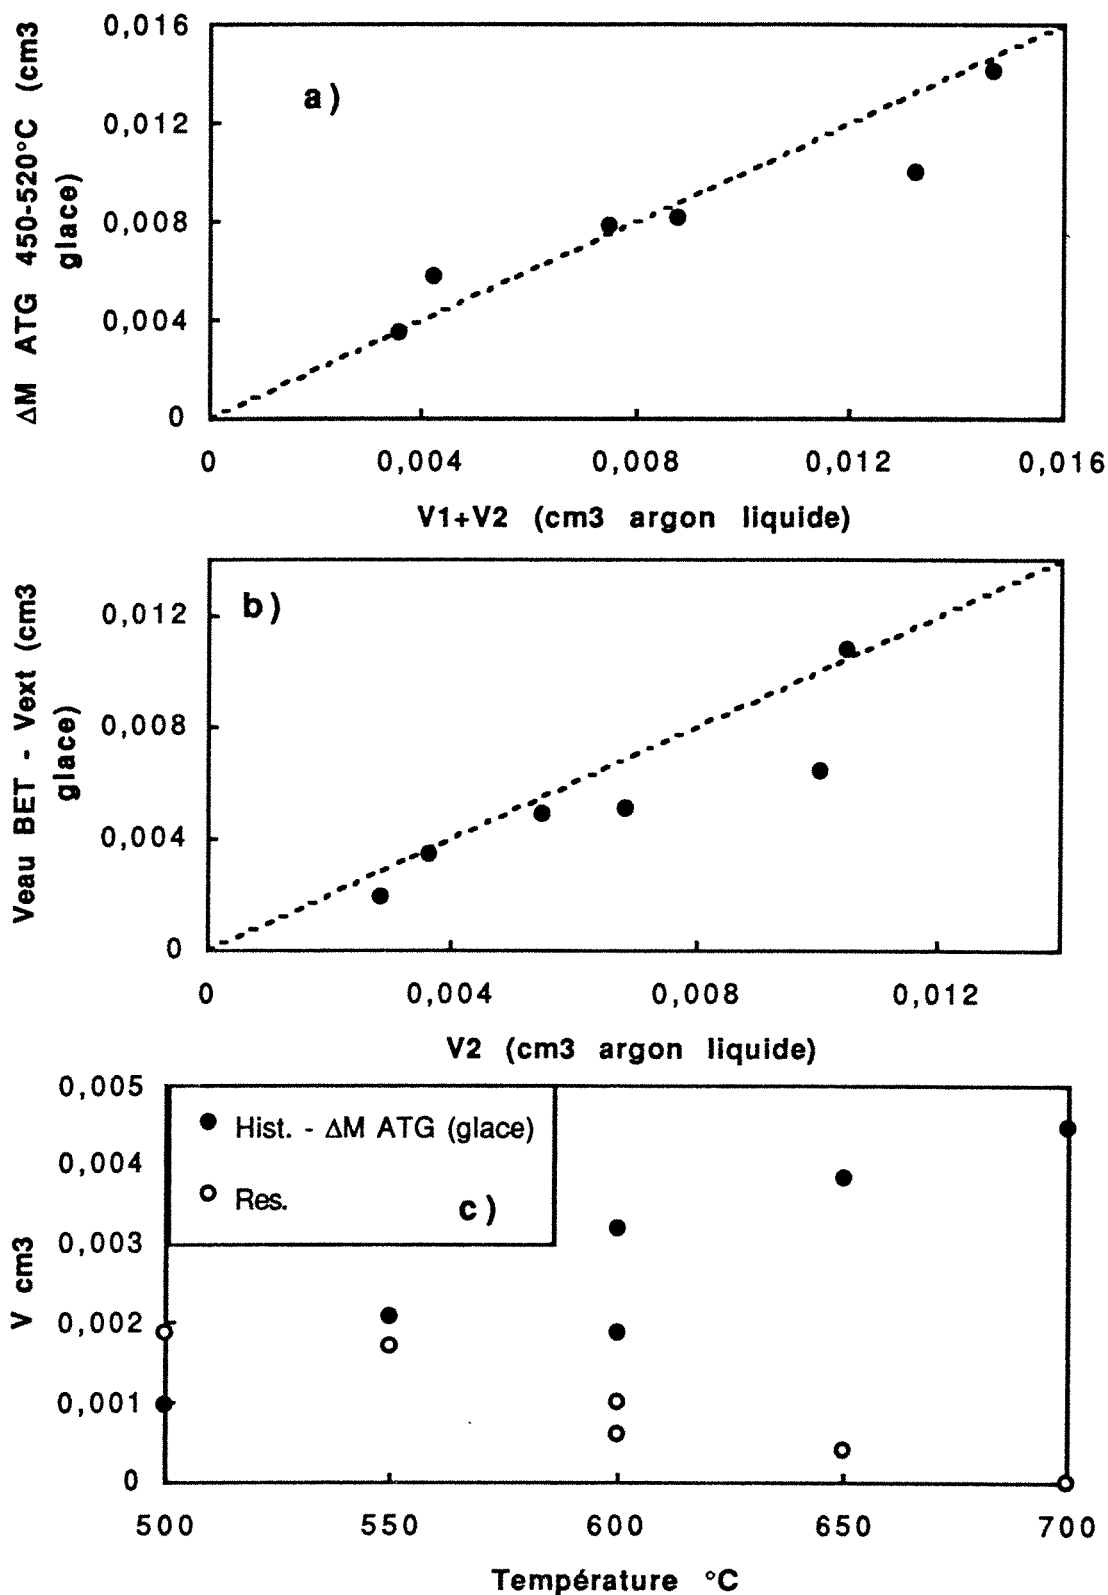 ΔM ATG 450-520°C (cm3
glace)
0,016
0,012
0,008
0,004
0
a)
0 0,004 0,008 0,012 0,016
V1+V2 (cm3 argon liquide)
Veau BET - Vext (cm3
glace)
0,012
0,008
0,004
0
b)
0 0,004 0,008 0,012
V2 (cm3 argon liquide)
V cm3
0,005
0,004
0,003
0,002
0,001
0
Hist. - ΔM ATG (glace)
Res.
c)
500 550 600 650 700
Température °C